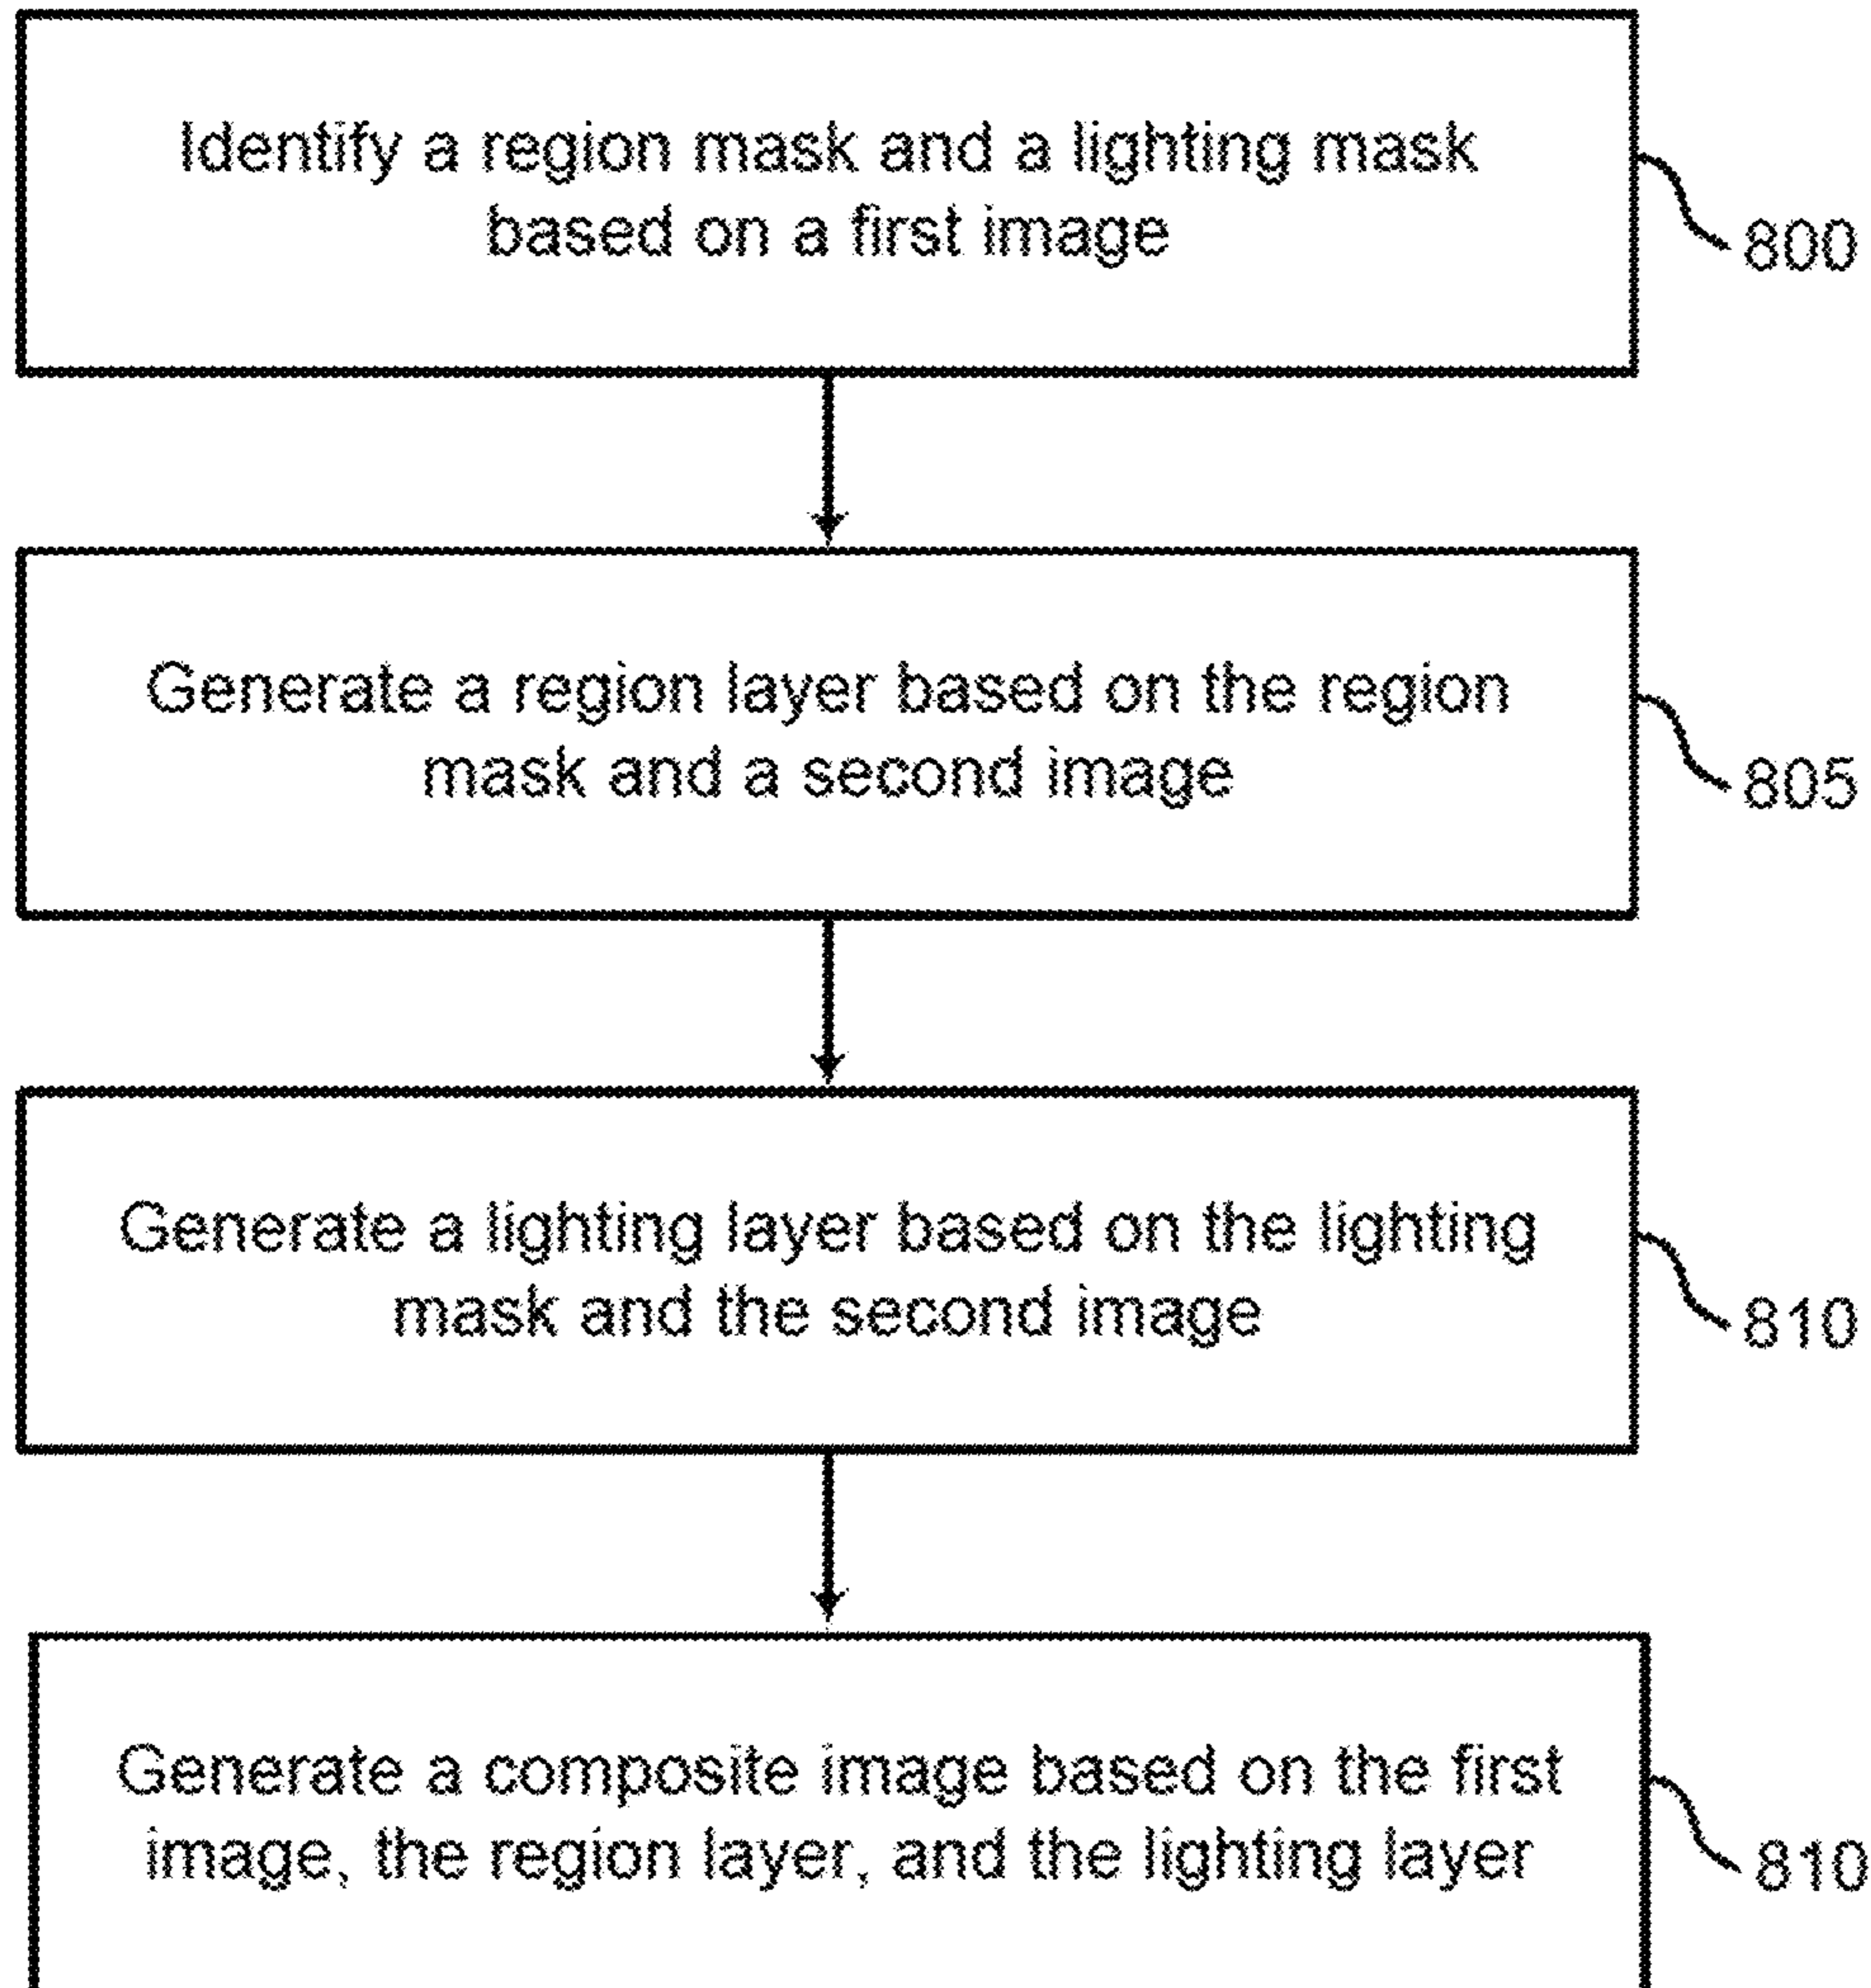 Identify a region mask and a lighting mask
based on a first image
800
Generate a region layer based on the region
mask and a second image
805
Generate a lighting layer based on the lighting
mask and the second image
810
Generate a composite image based on the first
image, the region layer, and the lighting layer
810